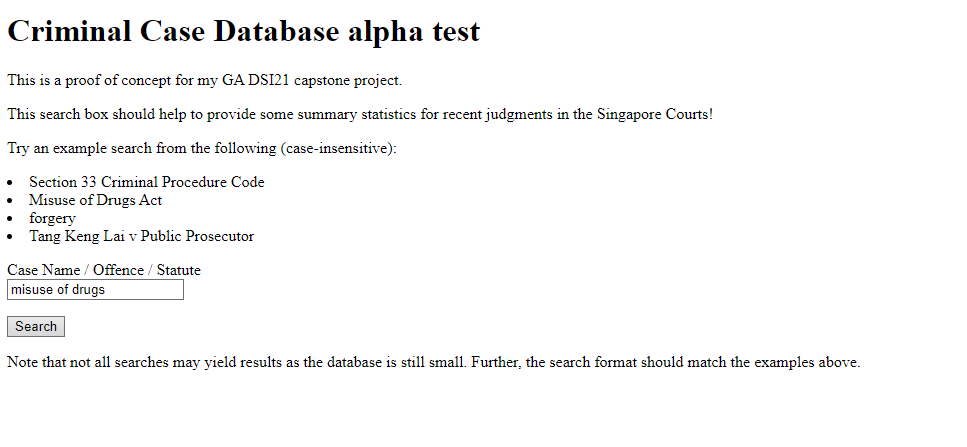 Criminal Case Database alpha test
This is a proof of concept for my GA DSI21 capstone project.
This search box should help to provide some summary statistics for recent judgments in the Singapore Courts!
Try an example search from the following (case-insensitive):
• Section 33 Criminal Procedure Code
• Misuse of Drugs Act
• forgery
• Tang Keng Lai v Public Prosecutor
Case Name / Offence / Statute
misuse of drugs
Search
Note that not all searches may yield results as the database is still small. Further, the search format should match the examples above.